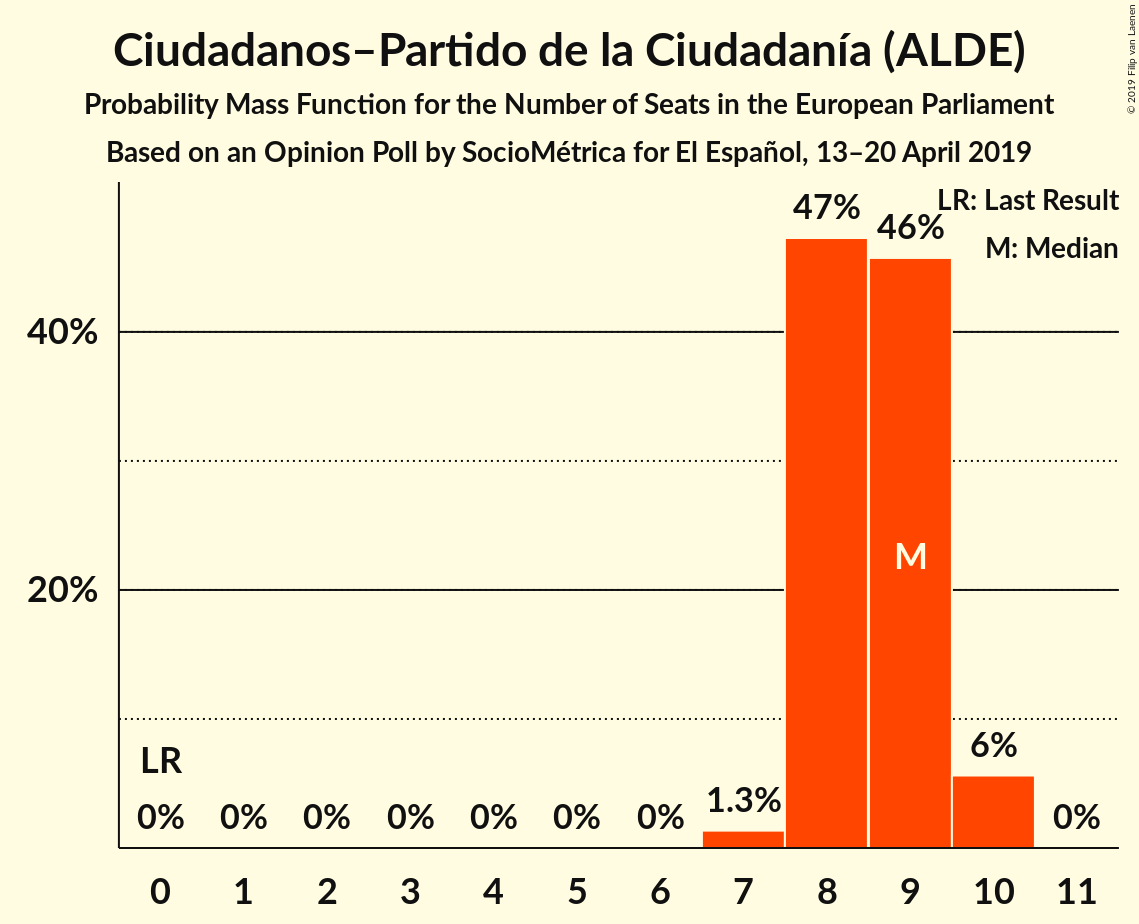 Ciudadanos–Partido de la Ciudadanía (ALDE)
Probability Mass Function for the Number of Seats in the European Parliament
Based on an Opinion Poll by SocioMétrica for El Español, 13–20 April 2019
© 2019 Filip van Laenen
LR: Last Result
M: Median
47%
46%
40%
20%
M
LR
0% 0% 0% 0% 0% 0% 0% 1.3% 6% 0%
0 1 2 3 4 5 6 7 8 9 10 11